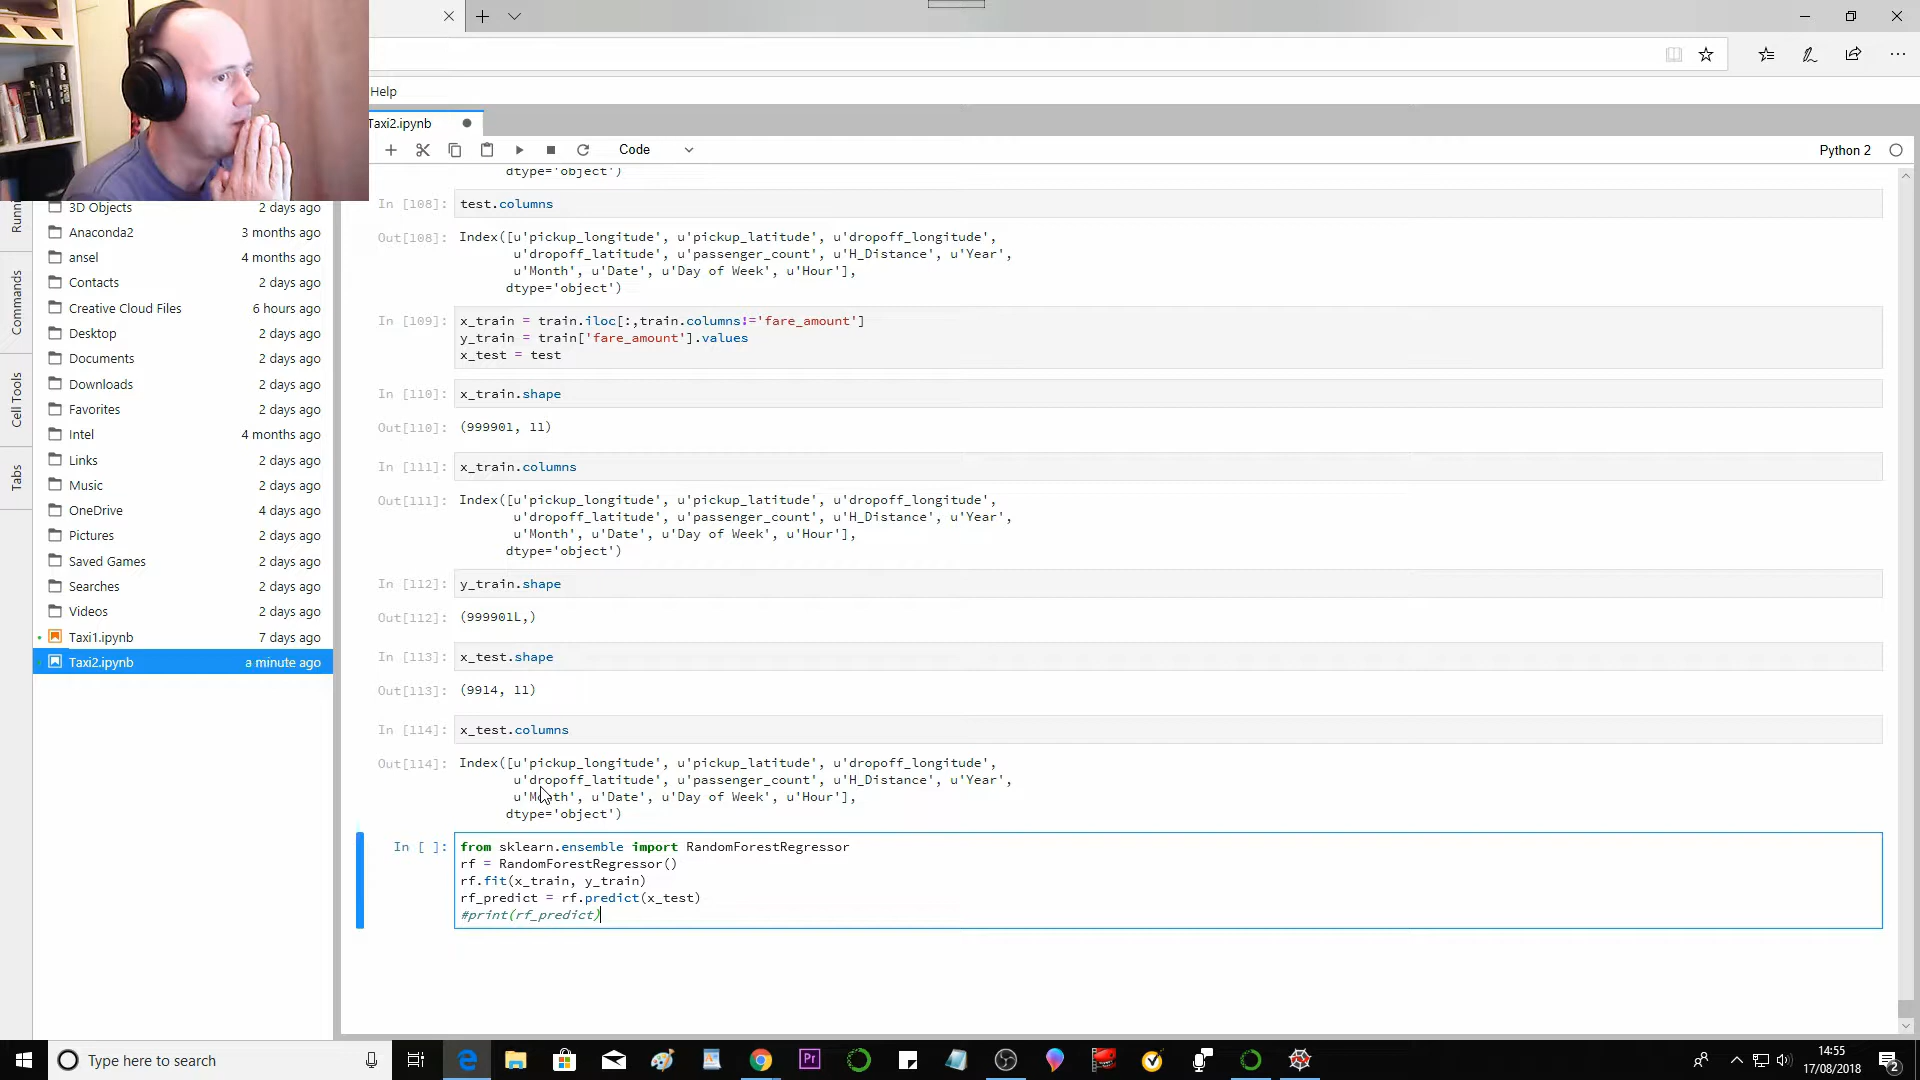 Help
Taxi2.ipynb
Code
Python 2
dtype='object')
In [108]: test.columns
Out[108]: Index([u'pickup_longitude', u'pickup_latitude', u'dropoff_longitude',
u'dropoff_latitude', u'passenger_count', u'H_Distance', u'Year',
u'Month', u'Date', u'Day of Week', u'Hour'],
dtype='object')
In [109]: x_train = train.iloc[:,train.columns!='fare_amount']
y_train = train['fare_amount'].values
x_test = test
In [110]: x_train.shape
Out[110]: (999901, 11)
In [111]: x_train.columns
Out[111]: Index([u'pickup_longitude', u'pickup_latitude', u'dropoff_longitude',
u'dropoff_latitude', u'passenger_count', u'H_Distance', u'Year',
u'Month', u'Date', u'Day of Week', u'Hour'],
dtype='object')
In [112]: y_train.shape
Out[112]: (999901L,)
In [113]: x_test.shape
Out[113]: (9914, 11)
In [114]: x_test.columns
Out[114]: Index([u'pickup_longitude', u'pickup_latitude', u'dropoff_longitude',
u'dropoff_latitude', u'passenger_count', u'H_Distance', u'Year',
u'Month', u'Date', u'Day of Week', u'Hour'],
dtype='object')
In [ ]: from sklearn.ensemble import RandomForestRegressor
rf = RandomForestRegressor()
rf.fit(x_train, y_train)
rf_predict = rf.predict(x_test)
#print(rf_predict)
Runn
Commands
Cell Tools
Tabs
3D Objects 2 days ago
Anaconda2 3 months ago
ansel 4 months ago
Contacts 2 days ago
Creative Cloud Files 6 hours ago
Desktop 2 days ago
Documents 2 days ago
Downloads 2 days ago
Favorites 2 days ago
Intel 4 months ago
Links 2 days ago
Music 2 days ago
OneDrive 4 days ago
Pictures 2 days ago
Saved Games 2 days ago
Searches 2 days ago
Videos 2 days ago
Taxi1.ipynb 7 days ago
Taxi2.ipynb a minute ago
Type here to search
Pr
14:55
17/08/2018
2